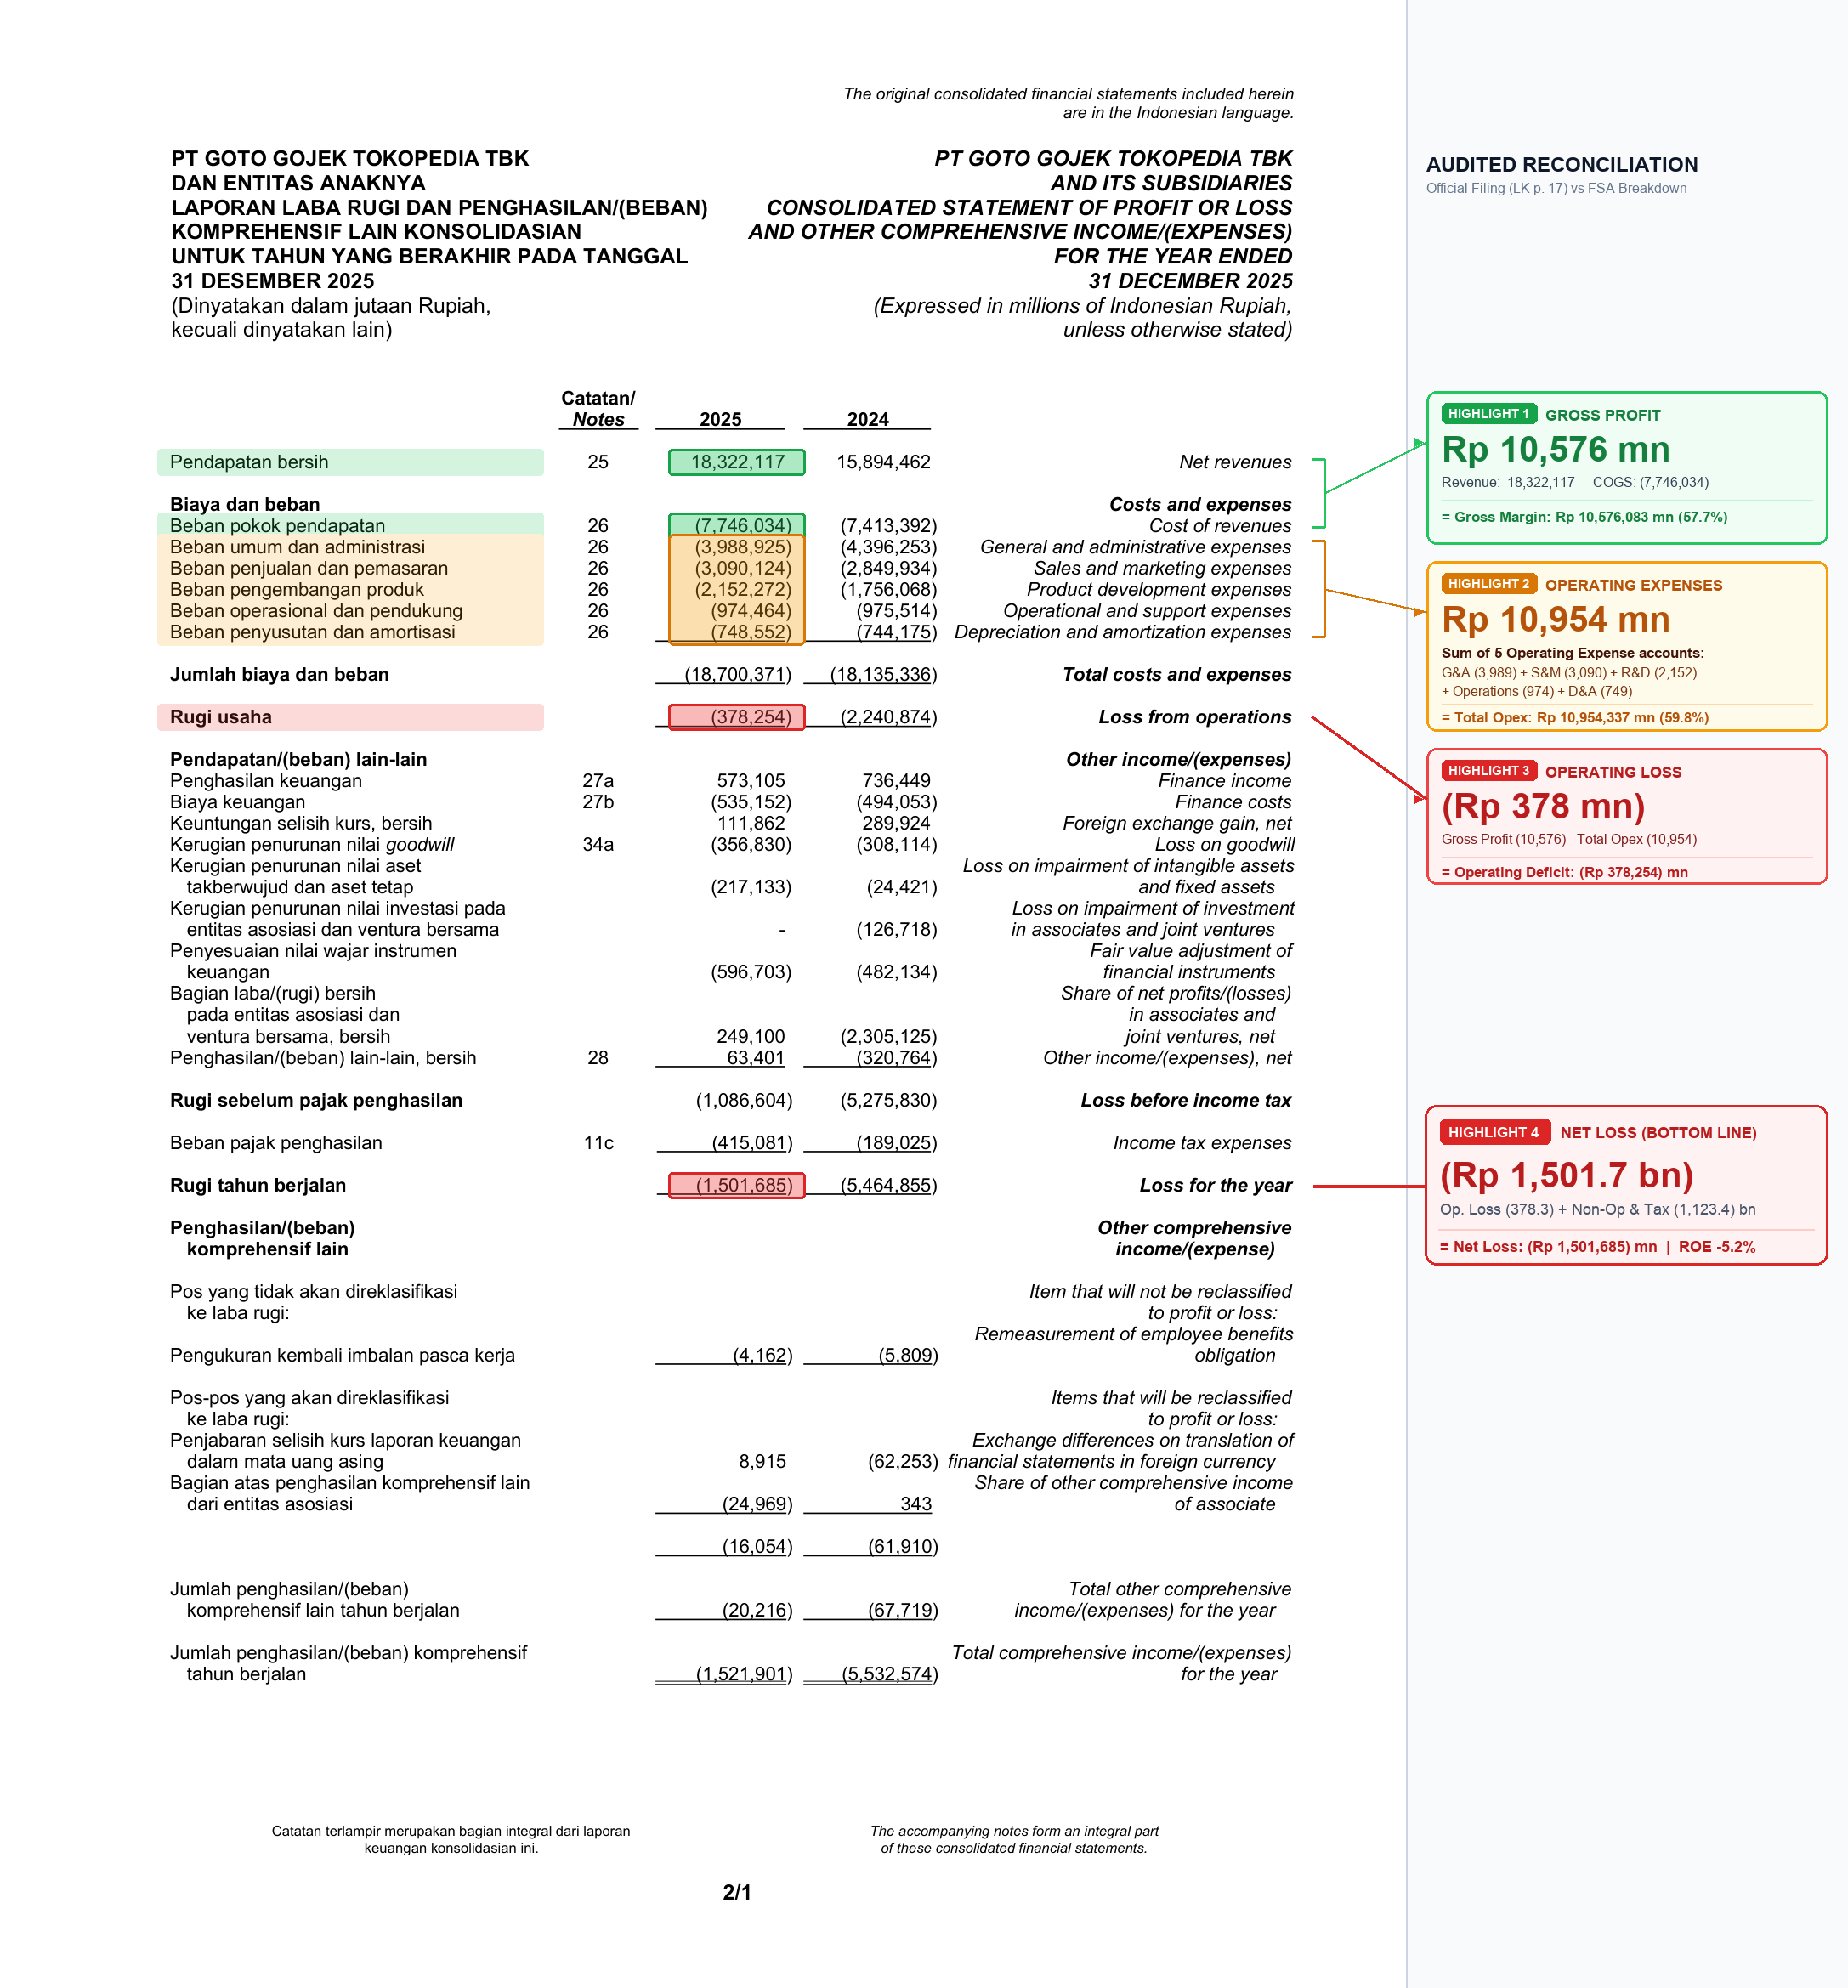 The original consolidated financial statements included herein
are in the Indonesian language.
PT GOTO GOJEK TOKOPEDIA TBK
DAN ENTITAS ANAKNYA
LAPORAN LABA RUGI DAN PENGHASILAN/(BEBAN)
KOMPREHENSIF LAIN KONSOLIDASIAN
UNTUK TAHUN YANG BERAKHIR PADA TANGGAL
31 DESEMBER 2025
(Dinyatakan dalam jutaan Rupiah,
kecuali dinyatakan lain)
PT GOTO GOJEK TOKOPEDIA TBK
AND ITS SUBSIDIARIES
CONSOLIDATED STATEMENT OF PROFIT OR LOSS
AND OTHER COMPREHENSIVE INCOME/(EXPENSES)
FOR THE YEAR ENDED
31 DECEMBER 2025
(Expressed in millions of Indonesian Rupiah,
unless otherwise stated)
Catatan/
Notes 2025 2024
Pendapatan bersih 25 18,322,117 15,894,462 Net revenues
Biaya dan beban Costs and expenses
Beban pokok pendapatan 26 (7,746,034) (7,413,392) Cost of revenues
Beban umum dan administrasi 26 (3,988,925) (4,396,253) General and administrative expenses
Beban penjualan dan pemasaran 26 (3,090,124) (2,849,934) Sales and marketing expenses
Beban pengembangan produk 26 (2,152,272) (1,756,068) Product development expenses
Beban operasional dan pendukung 26 (974,464) (975,514) Operational and support expenses
Beban penyusutan dan amortisasi 26 (748,552) (744,175) Depreciation and amortization expenses
Jumlah biaya dan beban (18,700,371) (18,135,336) Total costs and expenses
Rugi usaha (378,254) (2,240,874) Loss from operations
Pendapatan/(beban) lain-lain Other income/(expenses)
Penghasilan keuangan 27a 573,105 736,449 Finance income
Biaya keuangan 27b (535,152) (494,053) Finance costs
Keuntungan selisih kurs, bersih 111,862 289,924 Foreign exchange gain, net
Kerugian penurunan nilai goodwill 34a (356,830) (308,114) Loss on goodwill
Kerugian penurunan nilai aset Loss on impairment of intangible assets
takberwujud dan aset tetap (217,133) (24,421) and fixed assets
Kerugian penurunan nilai investasi pada Loss on impairment of investment
entitas asosiasi dan ventura bersama - (126,718) in associates and joint ventures
Penyesuaian nilai wajar instrumen Fair value adjustment of
keuangan (596,703) (482,134) financial instruments
Bagian laba/(rugi) bersih Share of net profits/(losses)
pada entitas asosiasi dan in associates and
ventura bersama, bersih 249,100 (2,305,125) joint ventures, net
Penghasilan/(beban) lain-lain, bersih 28 63,401 (320,764) Other income/(expenses), net
Rugi sebelum pajak penghasilan (1,086,604) (5,275,830) Loss before income tax
Beban pajak penghasilan 11c (415,081) (189,025) Income tax expenses
Rugi tahun berjalan (1,501,685) (5,464,855) Loss for the year
Penghasilan/(beban) Other comprehensive
komprehensif lain income/(expense)
Pos yang tidak akan direklasifikasi Item that will not be reclassified
ke laba rugi: to profit or loss:
Remeasurement of employee benefits
Pengukuran kembali imbalan pasca kerja (4,162) (5,809) obligation
Pos-pos yang akan direklasifikasi Items that will be reclassified
ke laba rugi: to profit or loss:
Penjabaran selisih kurs laporan keuangan Exchange differences on translation of
dalam mata uang asing 8,915 (62,253) financial statements in foreign currency
Bagian atas penghasilan komprehensif lain Share of other comprehensive income
dari entitas asosiasi (24,969) 343 of associate
(16,054) (61,910)
Jumlah penghasilan/(beban) Total other comprehensive
komprehensif lain tahun berjalan (20,216) (67,719) income/(expenses) for the year
Jumlah penghasilan/(beban) komprehensif Total comprehensive income/(expenses)
tahun berjalan (1,521,901) (5,532,574) for the year
Catatan terlampir merupakan bagian integral dari laporan
keuangan konsolidasian ini.
The accompanying notes form an integral part
of these consolidated financial statements.
2/1
AUDITED RECONCILIATION
Official Filing (LK p. 17) vs FSA Breakdown
HIGHLIGHT 1 GROSS PROFIT
Rp 10,576 mn
Revenue: 18,322,117 - COGS: (7,746,034)
= Gross Margin: Rp 10,576,083 mn (57.7%)
HIGHLIGHT 2 OPERATING EXPENSES
Rp 10,954 mn
Sum of 5 Operating Expense accounts:
G&A (3,989) + S&M (3,090) + R&D (2,152)
+ Operations (974) + D&A (749)
= Total Opex: Rp 10,954,337 mn (59.8%)
HIGHLIGHT 3 OPERATING LOSS
(Rp 378 mn)
Gross Profit (10,576) - Total Opex (10,954)
= Operating Deficit: (Rp 378,254) mn
HIGHLIGHT 4 NET LOSS (BOTTOM LINE)
(Rp 1,501.7 bn)
Op. Loss (378.3) + Non-Op & Tax (1,123.4) bn
= Net Loss: (Rp 1,501,685) mn | ROE -5.2%